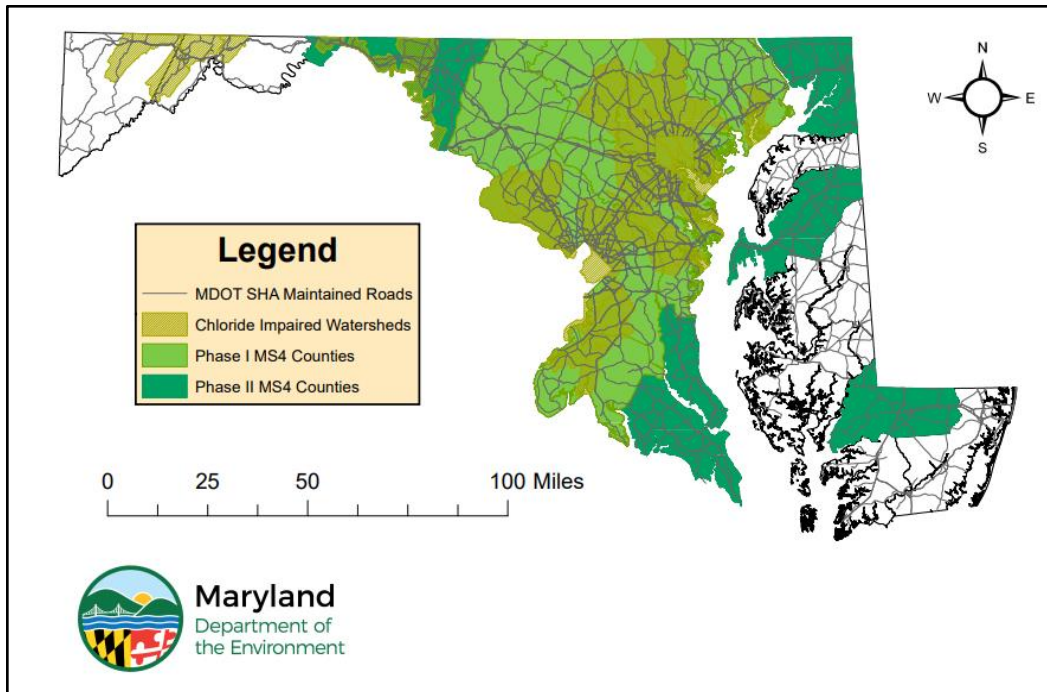 N
W E
S
Legend
MDOT SHA Maintained Roads
Chloride Impaired Watersheds
Phase I MS4 Counties
Phase II MS4 Counties
0 25 50 100 Miles
Maryland
Department of
the Environment